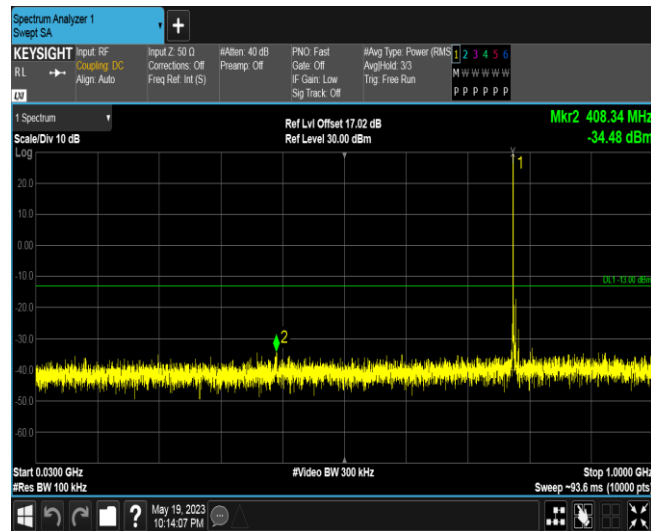 Spectrum Analyzer 1
Swept SA
+
KEYSIGHT
RL
LXI
Input: RF
Coupling: DC
Align: Auto
Input Z: 50 Ω
Corrections: Off
Freq Ref: Int (S)
#Atten: 40 dB
Preamp: Off
PNO: Fast
Gate: Off
IF Gain: Low
Sig Track: Off
#Avg Type: Power (RMS
Avg|Hold: 3/3
Trig: Free Run
1 2 3 4 5 6
M W W W W W
P P P P P P
1 Spectrum
Scale/Div 10 dB
Log
Ref Lvl Offset 17.02 dB
Ref Level 30.00 dBm
Mkr2 408.34 MHz
-34.48 dBm
1
20.0
10.0
0.00
-10.0
DL1 -13.00 dBm
-20.0
-30.0
2
-40.0
-50.0
-60.0
Start 0.0300 GHz
#Res BW 100 kHz
#Video BW 300 kHz
Stop 1.0000 GHz
Sweep ~93.6 ms (10000 pts)
?
May 19, 2023
10:14:07 PM